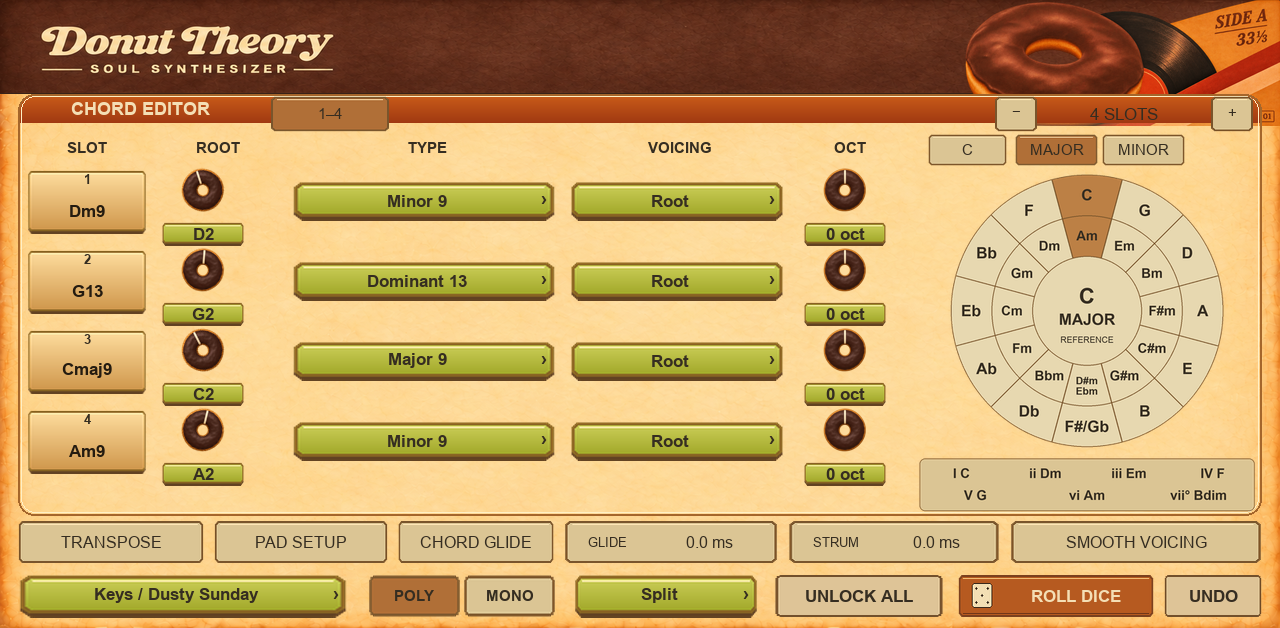 Donut Theory
SOUL SYNTHESIZER
SIDE A
33⅓
CHORD EDITOR
1–4
−
4 SLOTS
+
01
SLOT
ROOT
TYPE
VOICING
OCT
1
Dm9
D2
Minor 9 ›
Root ›
0 oct
2
G13
G2
Dominant 13 ›
Root ›
0 oct
3
Cmaj9
C2
Major 9 ›
Root ›
0 oct
4
Am9
A2
Minor 9 ›
Root ›
0 oct
C
MAJOR
MINOR
C
G
D
A
E
B
F#/Gb
Db
Ab
Eb
Bb
F
Am
Em
Bm
F#m
C#m
G#m
D#m
Ebm
Bbm
Fm
Cm
Gm
Dm
C
MAJOR
REFERENCE
I C ii Dm iii Em IV F
V G vi Am vii° Bdim
TRANSPOSE
PAD SETUP
CHORD GLIDE
GLIDE 0.0 ms
STRUM 0.0 ms
SMOOTH VOICING
Keys / Dusty Sunday ›
POLY
MONO
Split ›
UNLOCK ALL
ROLL DICE
UNDO